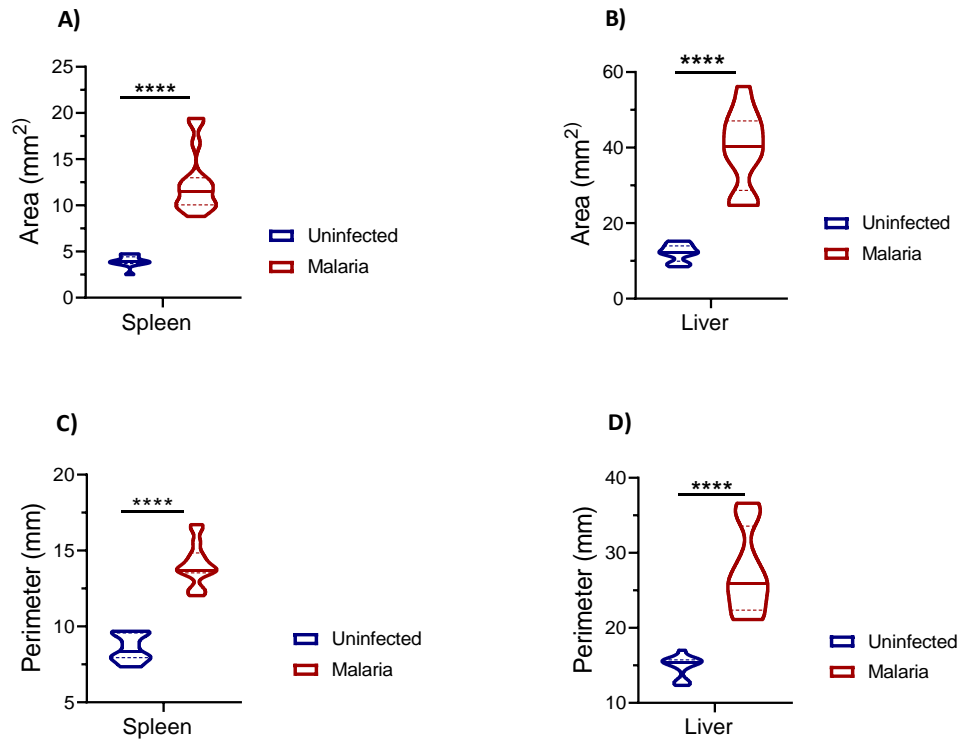 A)
Area (mm²)
25
20
15
10
5
0
****
Spleen
Uninfected
Malaria
B)
Area (mm²)
60
40
20
0
****
Liver
Uninfected
Malaria
C)
Perimeter (mm)
20
15
10
5
****
Spleen
Uninfected
Malaria
D)
Perimeter (mm)
40
30
20
10
****
Liver
Uninfected
Malaria